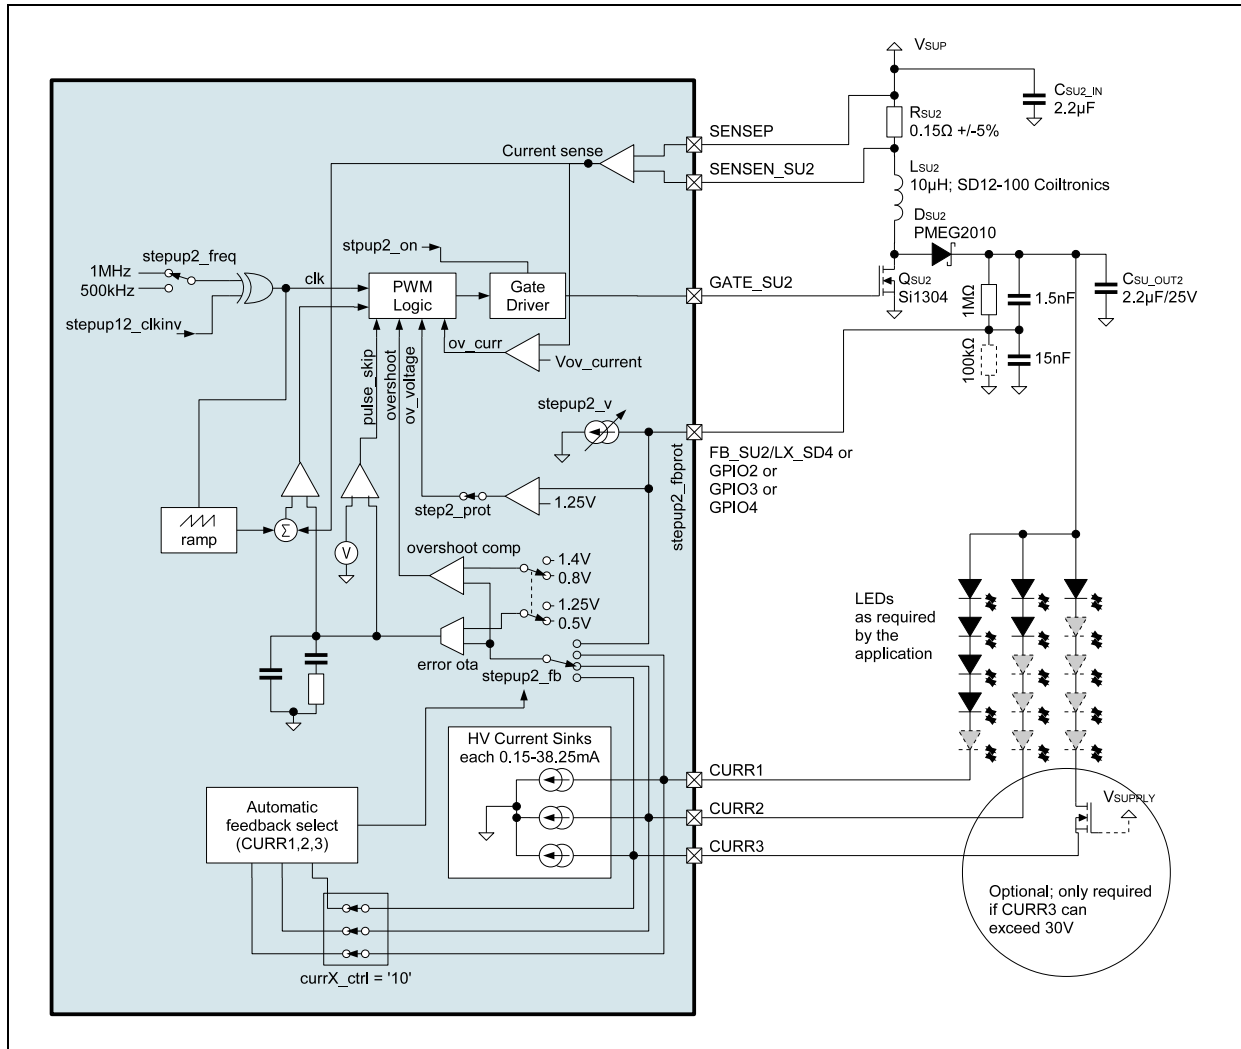 VSUP
CSU2_IN
2.2µF
RSU2
0.15Ω +/-5%
SENSEP
Current sense
SENSEN_SU2
LSU2
10µH; SD12-100 Coiltronics
DSU2
PMEG2010
stpup2_on
stepup2_freq
1MHz
500kHz
clk
PWM
Logic
Gate
Driver
GATE_SU2
QSU2
Si1304
1MΩ
1.5nF
CSU_OUT2
2.2µF/25V
stepup12_clkinv
ov_curr
Vov_current
100kΩ
15nF
pulse_skip
overshoot
ov_voltage
stepup2_v
stepup2_fbprot
FB_SU2/LX_SD4 or
GPIO2 or
GPIO3 or
GPIO4
1.25V
step2_prot
ramp
Σ
V
overshoot comp
1.4V
0.8V
1.25V
0.5V
error ota
stepup2_fb
LEDs
as required
by the
application
HV Current Sinks
each 0.15-38.25mA
CURR1
CURR2
CURR3
VSUPPLY
Automatic
feedback select
(CURR1,2,3)
Optional; only required
if CURR3 can
exceed 30V
currX_ctrl = '10'